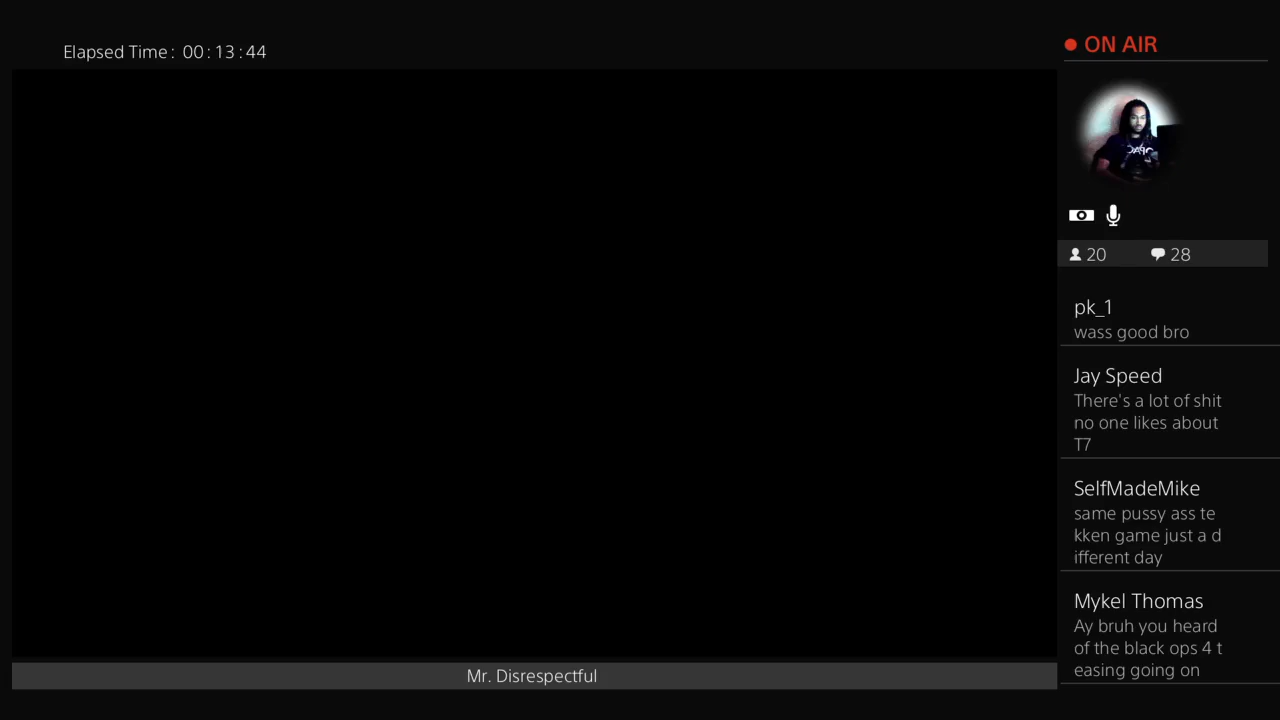 Elapsed Time: 00:13:44
ON AIR
20 28
pk_1
wass good bro
Jay Speed
There's a lot of shit
no one likes about
T7
SelfMadeMike
same pussy ass te
kken game just a d
ifferent day
Mykel Thomas
Ay bruh you heard
of the black ops 4 t
easing going on
Mr. Disrespectful